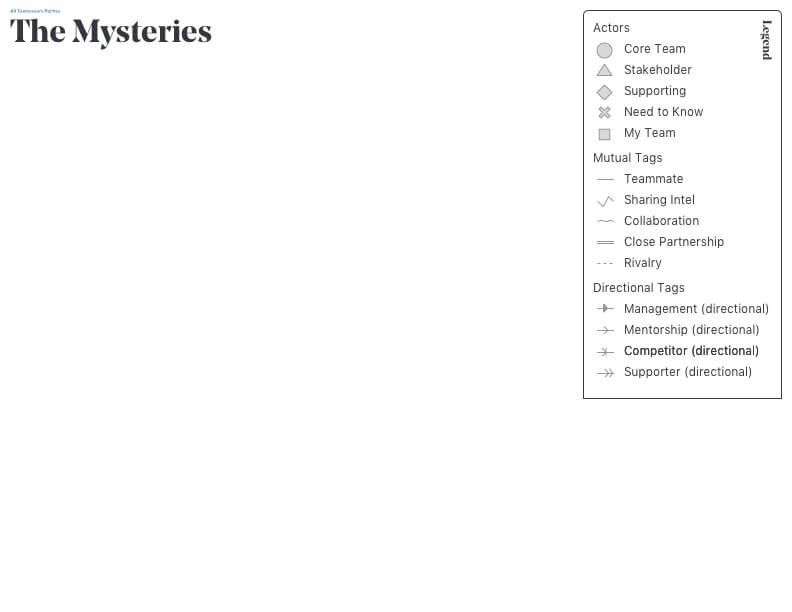 All Tomorrow's Parties
The Mysteries
Legend
Actors
Core Team
Stakeholder
Supporting
Need to Know
My Team
Mutual Tags
Teammate
Sharing Intel
Collaboration
Close Partnership
Rivalry
Directional Tags
Management (directional)
Mentorship (directional)
Competitor (directional)
Supporter (directional)